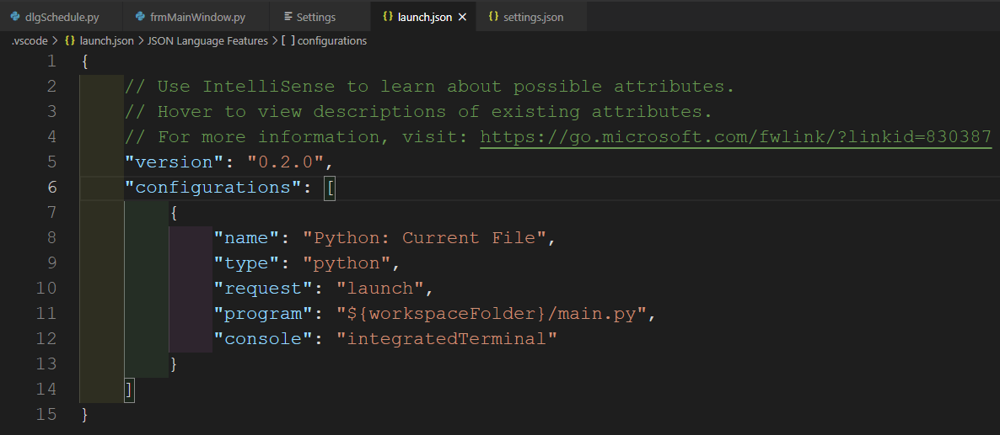 dlgSchedule.py frmMainWindow.py Settings {} launch.json × {} settings.json
.vscode > {} launch.json > JSON Language Features > [ ] configurations
1 {
2 // Use IntelliSense to learn about possible attributes.
3 // Hover to view descriptions of existing attributes.
4 // For more information, visit: https://go.microsoft.com/fwlink/?linkid=830387
5 "version": "0.2.0",
6 "configurations": [
7 {
8 "name": "Python: Current File",
9 "type": "python",
10 "request": "launch",
11 "program": "${workspaceFolder}/main.py",
12 "console": "integratedTerminal"
13 }
14 ]
15 }